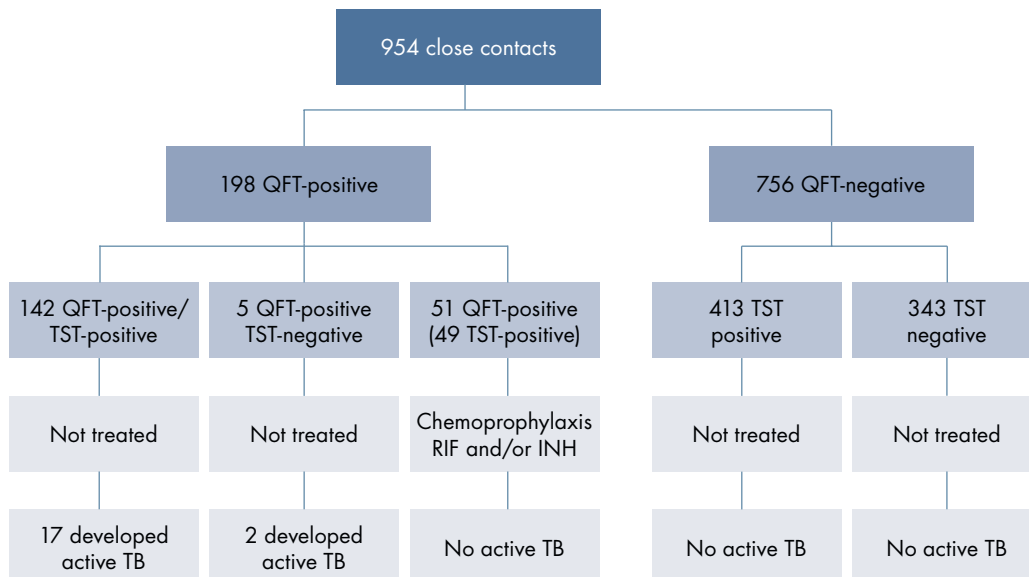 954 close contacts
198 QFT-positive
756 QFT-negative
142 QFT-positive/
TST-positive
5 QFT-positive
TST-negative
51 QFT-positive
(49 TST-positive)
413 TST
positive
343 TST
negative
Not treated
Not treated
Chemoprophylaxis
RIF and/or INH
Not treated
Not treated
17 developed
active TB
2 developed
active TB
No active TB
No active TB
No active TB